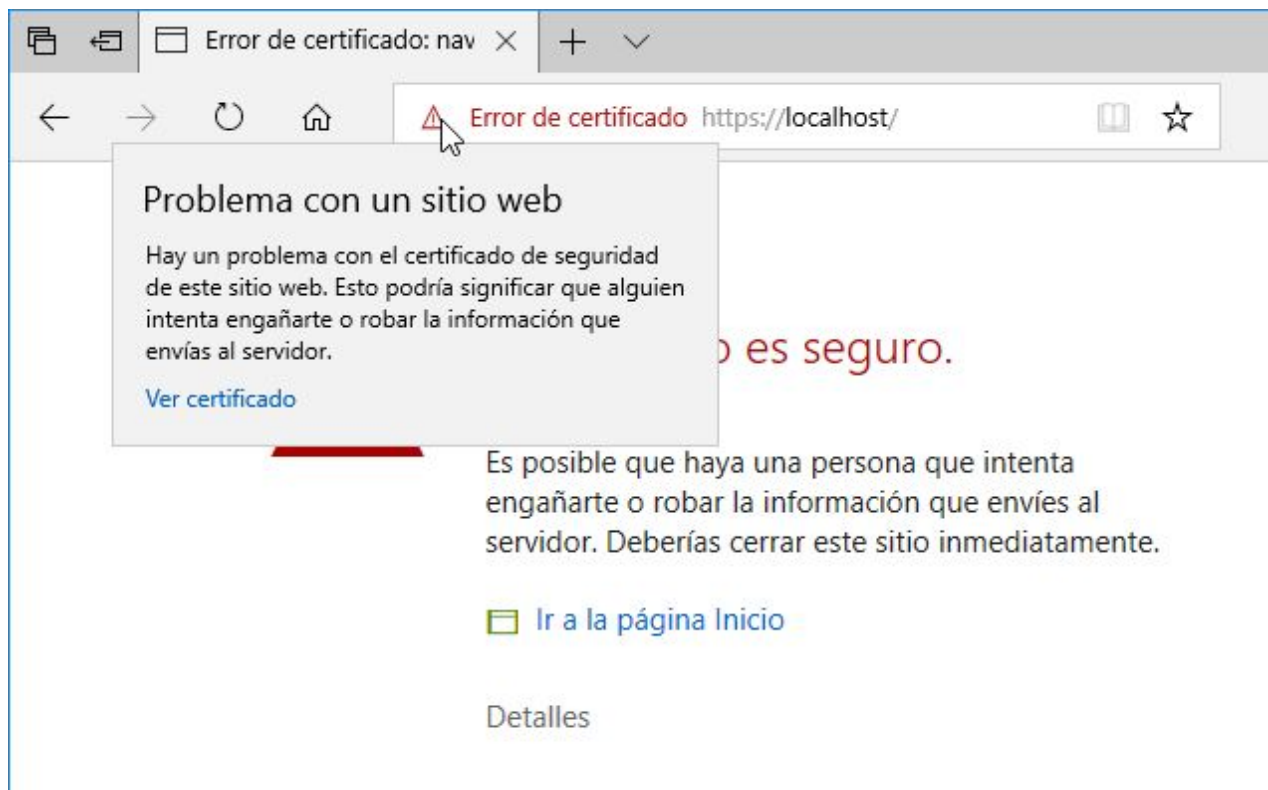 Error de certificado: nav
Error de certificado https://localhost/
Problema con un sitio web
Hay un problema con el certificado de seguridad
de este sitio web. Esto podría significar que alguien
intenta engañarte o robar la información que
envías al servidor.
Ver certificado
es seguro.
Es posible que haya una persona que intenta
engañarte o robar la información que envíes al
servidor. Deberías cerrar este sitio inmediatamente.
Ir a la página Inicio
Detalles